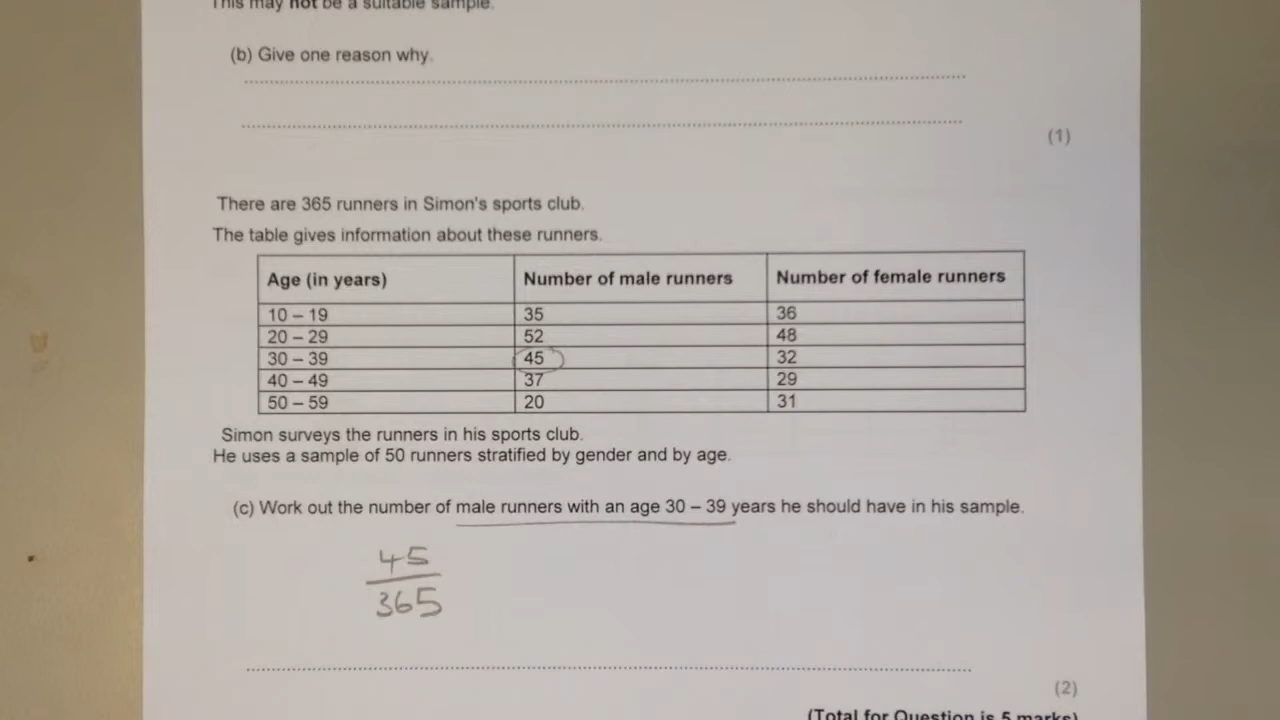 This may not be a suitable sample.
(b) Give one reason why.
(1)
There are 365 runners in Simon's sports club.
The table gives information about these runners.
Age (in years) Number of male runners Number of female runners
10 – 19 35 36
20 – 29 52 48
30 – 39 45 32
40 – 49 37 29
50 – 59 20 31
Simon surveys the runners in his sports club.
He uses a sample of 50 runners stratified by gender and by age.
(c) Work out the number of male runners with an age 30 – 39 years he should have in his sample.
45
365
(2)
(Total for Question is 5 marks)